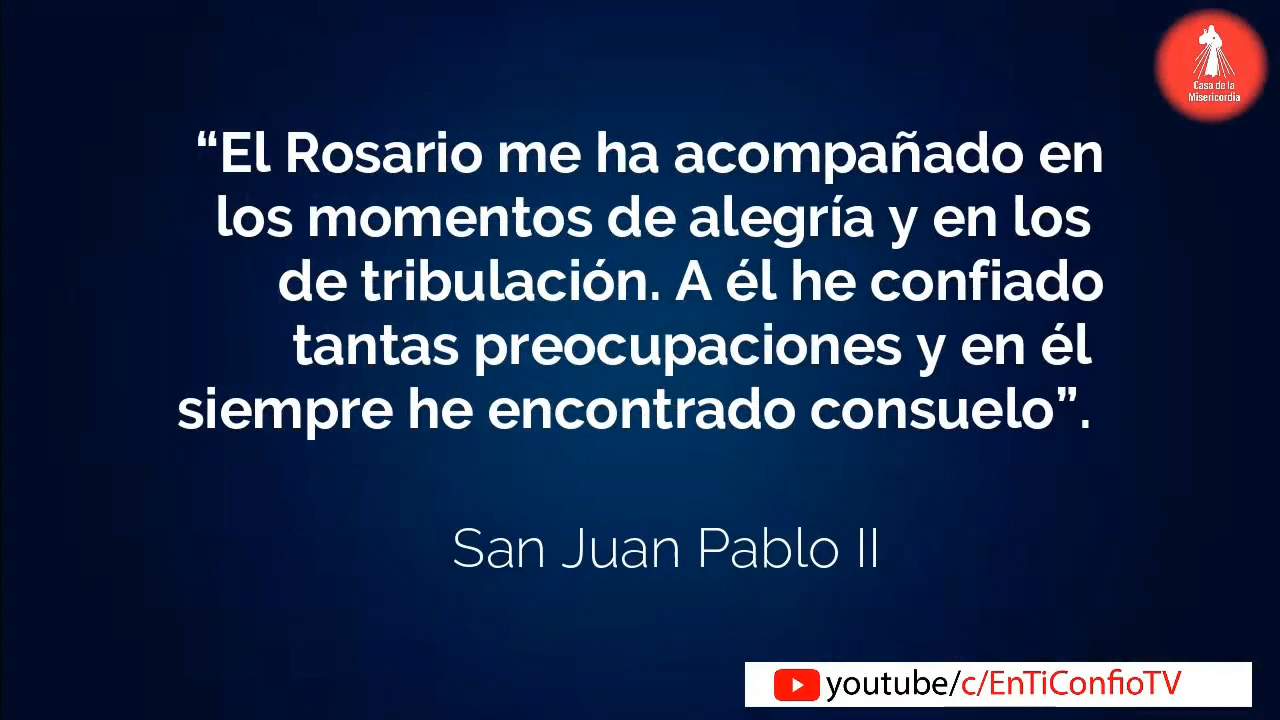 Casa de la
Misericordia
“El Rosario me ha acompañado en
los momentos de alegría y en los
de tribulación. A él he confiado
tantas preocupaciones y en él
siempre he encontrado consuelo”.
San Juan Pablo II
youtube/c/EnTiConfioTV